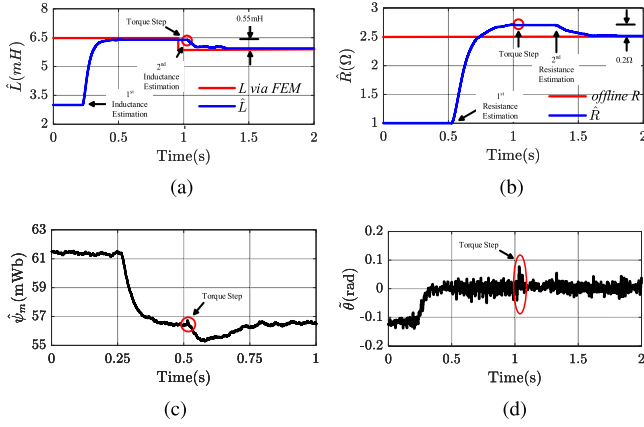 Torque Step
0.55mH
6.5
5
3.5
2
L̂(mH)
2nd
Inductance
Estimation
1st
Inductance
Estimation
L via FEM
L̂
0
0.5
1
1.5
2
Time(s)
(a)
3
2.5
2
1.5
1
R̂(Ω)
Torque Step
2nd
Resistance
Estimation
0.2Ω
1st
Resistance
Estimation
offline R
R̂
0
0.5
1
1.5
2
Time(s)
(b)
63
61
59
57
55
ψ̂m(mWb)
Torque Step
0
0.25
0.5
0.75
1
Time(s)
(c)
0.2
0.1
0
-0.1
-0.2
θ̃(rad)
Torque Step
0
0.5
1
1.5
2
Time(s)
(d)